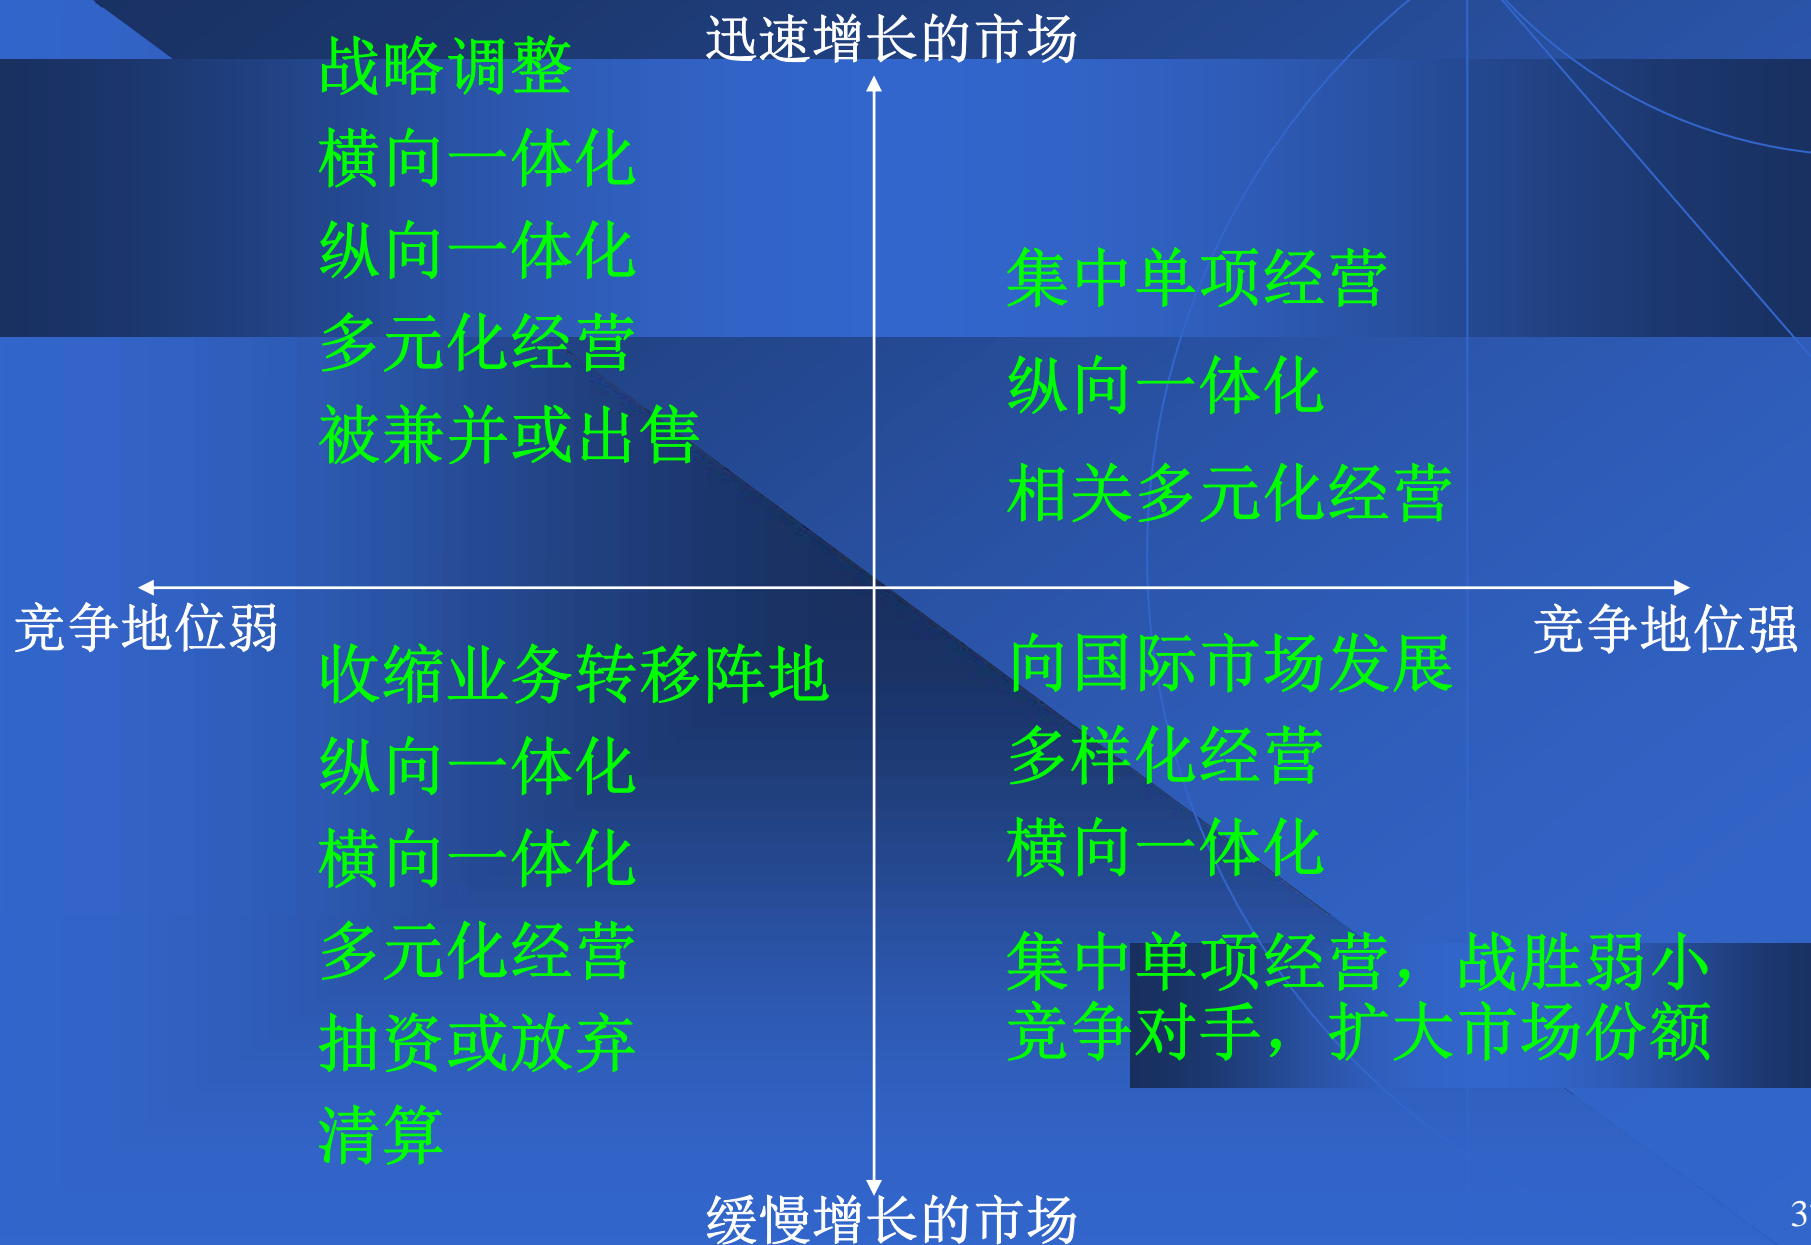 迅速增长的市场
战略调整
横向一体化
纵向一体化
多元化经营
被兼并或出售
集中单项经营
纵向一体化
相关多元化经营
竞争地位弱
竞争地位强
收缩业务转移阵地
纵向一体化
横向一体化
多元化经营
抽资或放弃
清算
向国际市场发展
多样化经营
横向一体化
集中单项经营，战胜弱小
竞争对手，扩大市场份额
缓慢增长的市场